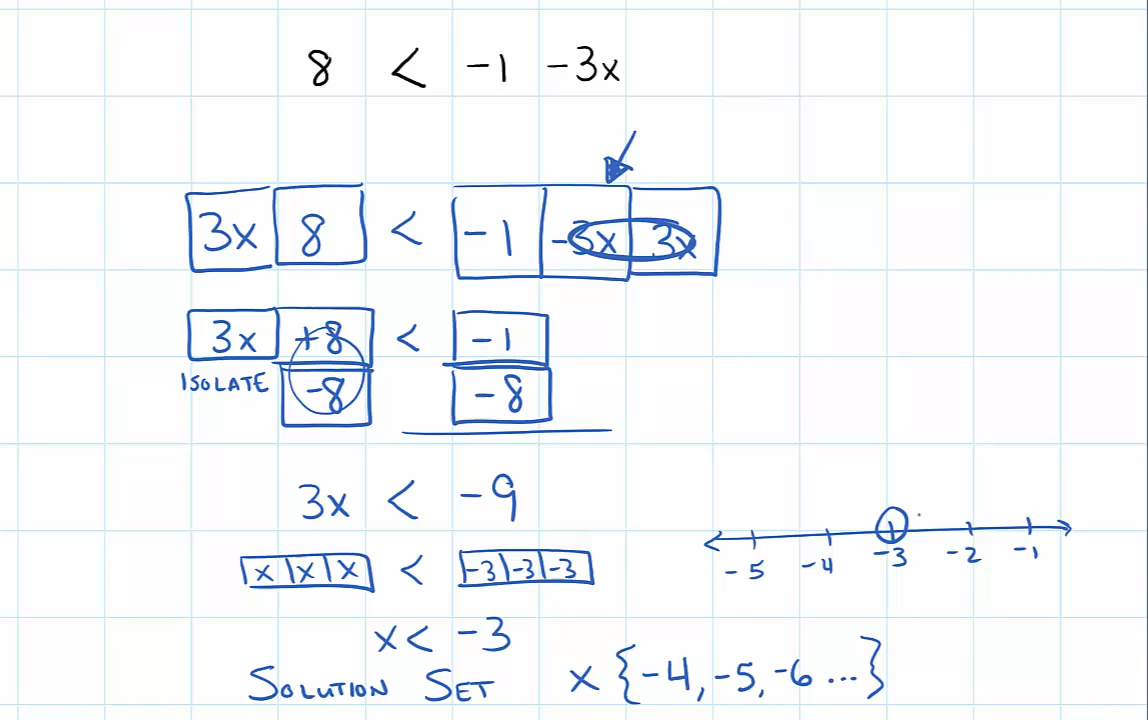 8 < -1 -3x
3x 8 < -1 -3x 3x
3x +8 < -1
ISOLATE -8 -8
3x < -9
x x x < -3 -3 -3
-5 -4 -3 -2 -1
x < -3
SOLUTION SET x {-4, -5, -6 ...}